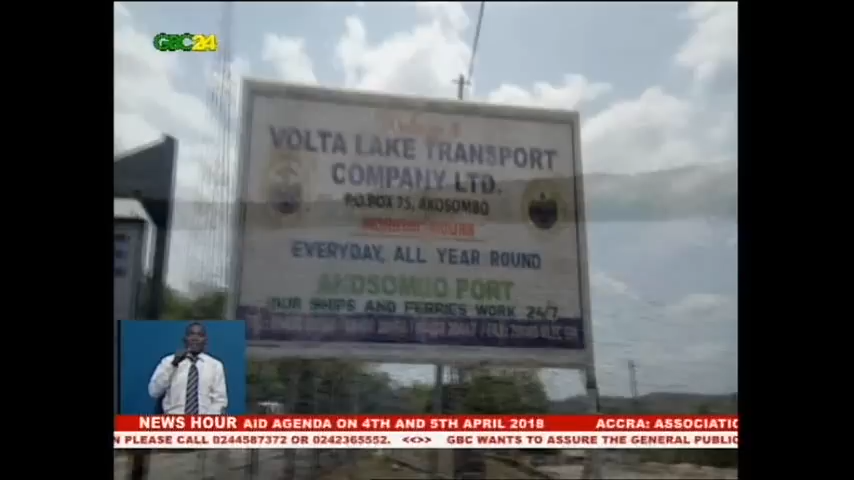 GBC24
VOLTA LAKE TRANSPORT
COMPANY LTD.
P.O.BOX 75, AKOSOMBO
WORKING HOURS
EVERYDAY, ALL YEAR ROUND
AKOSOMBO PORT
OUR SHIPS AND FERRIES WORK 24/7
NEWS HOUR AID AGENDA ON 4TH AND 5TH APRIL 2018 ACCRA: ASSOCIATIO
N PLEASE CALL 0244587372 OR 0242365552. <<>> GBC WANTS TO ASSURE THE GENERAL PUBLIC